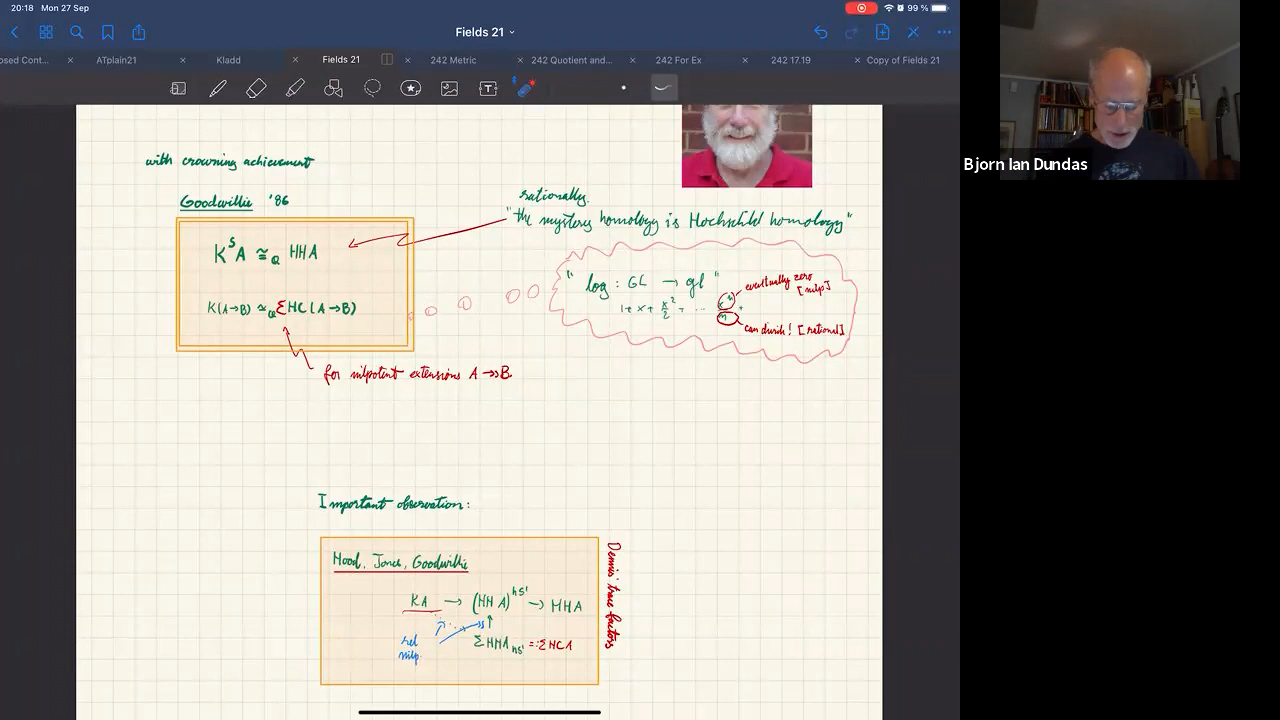 20:18 Mon 27 Sep
99 %
Fields 21
osed Cont...
ATplain21
Kladd
Fields 21
242 Metric
242 Quotient and...
242 For Ex
242 17.19
Copy of Fields 21
Bjorn Ian Dundas
with crowning achievement
Goodwillie '86
rationally.
"the mystery homology is Hochschild homology"
K^S A ≅_Q HHA
K(A→B) ≃_Q ΣHC(A→B)
"log : GL → gl"
1+x+x²/2+ ...
eventually zero [nilp]
can divide! [rational]
for nilpotent extensions A ↠ B.
Important observation:
Hood, Jones, Goodwillie
KA → (HHA)^hS¹ → HHA
rel nilp.
ΣHHA_hS¹ =: ΣHCA
Dennis' trace factors